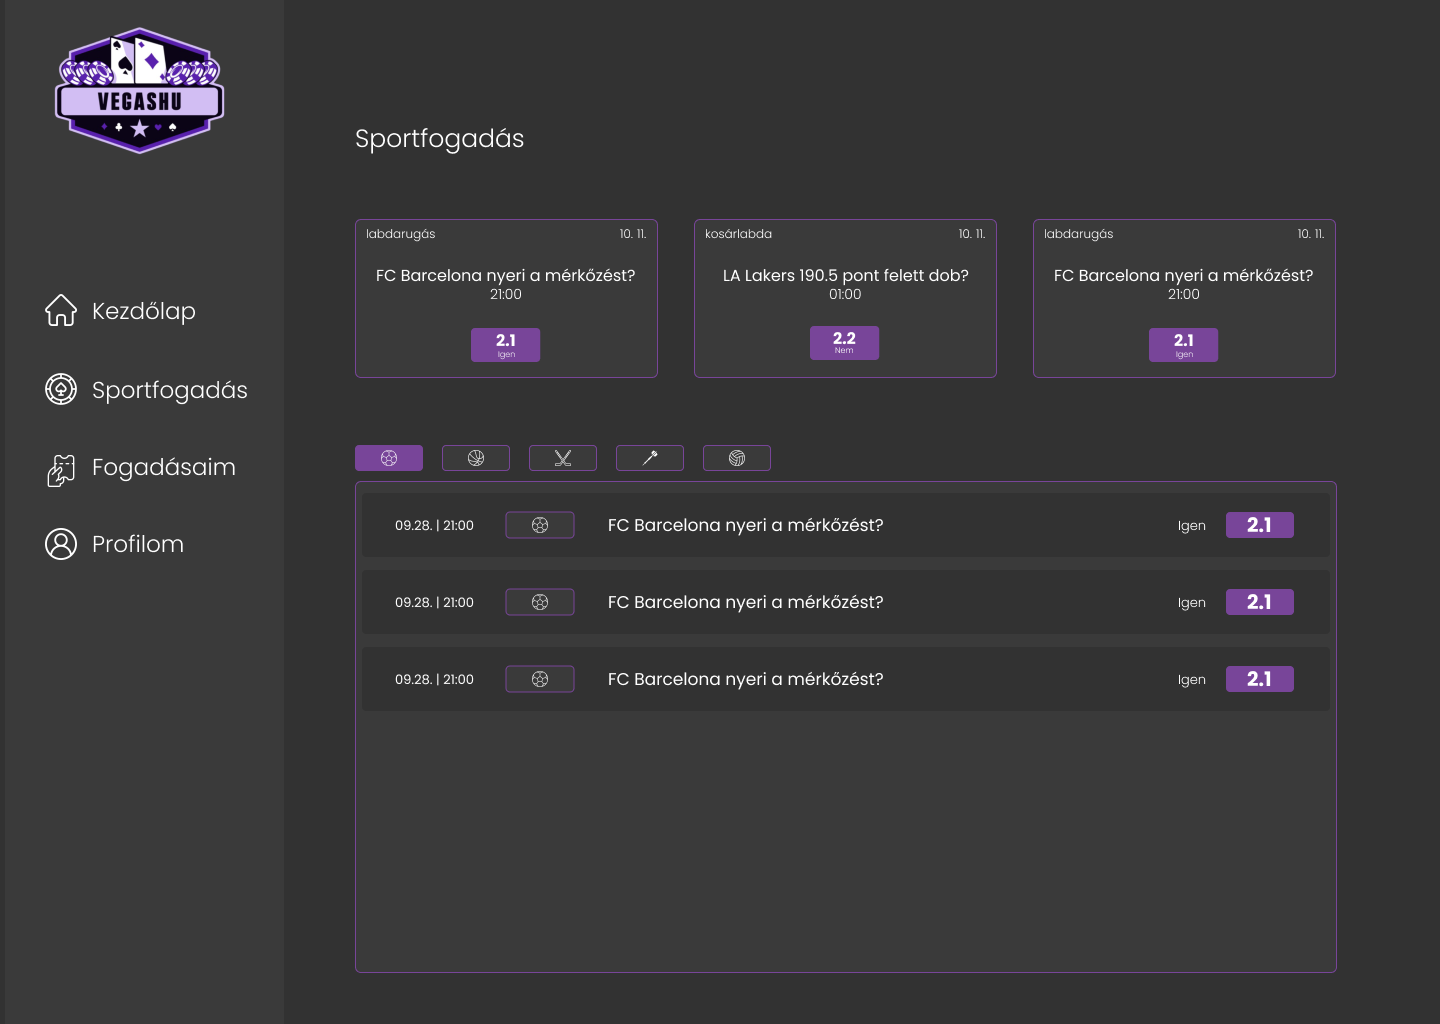 VEGASHU
Kezdőlap
Sportfogadás
Fogadásaim
Profilom
Sportfogadás
labdarugás 10. 11.
FC Barcelona nyeri a mérkőzést?
21:00
2.1
Igen
kosárlabda 10. 11.
LA Lakers 190.5 pont felett dob?
01:00
2.2
Nem
labdarugás 10. 11.
FC Barcelona nyeri a mérkőzést?
21:00
2.1
Igen
09.28. | 21:00 FC Barcelona nyeri a mérkőzést? Igen 2.1
09.28. | 21:00 FC Barcelona nyeri a mérkőzést? Igen 2.1
09.28. | 21:00 FC Barcelona nyeri a mérkőzést? Igen 2.1